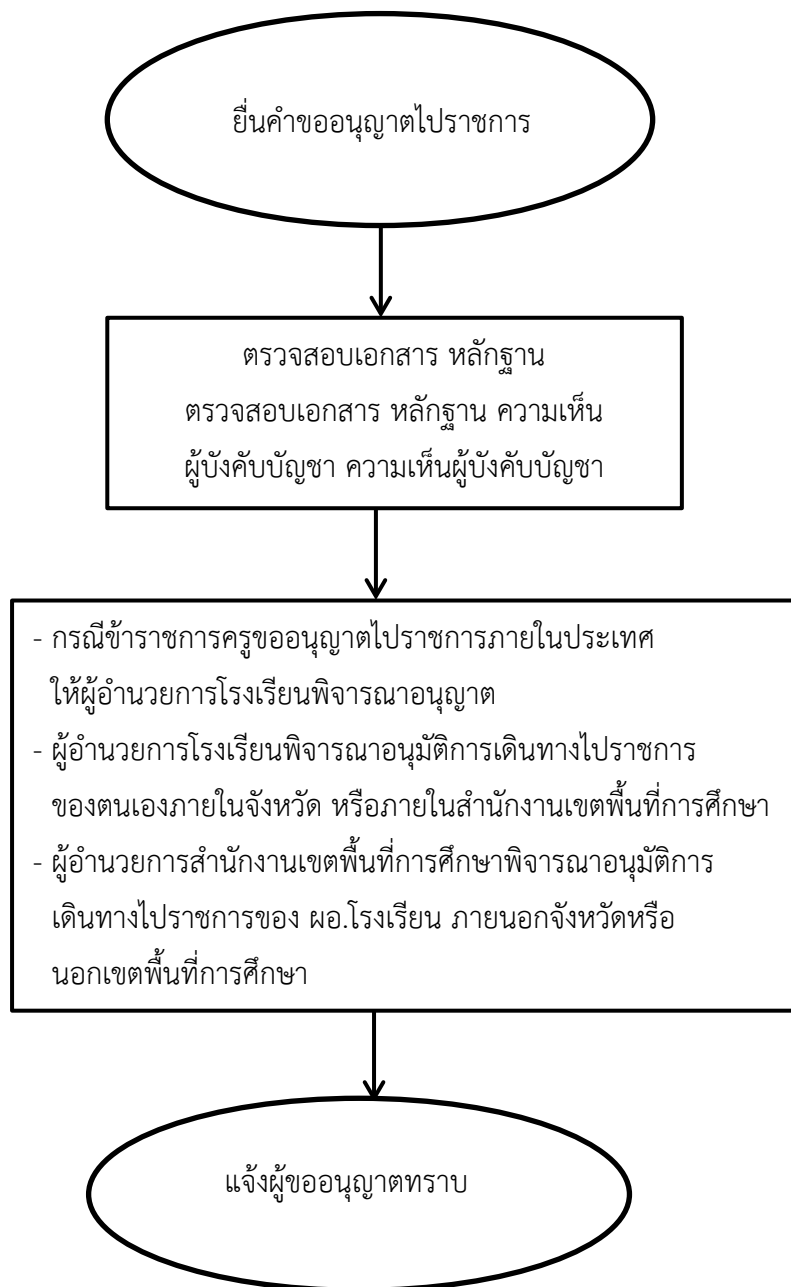 ยื่นคำขออนุญาตไปราชการ
ตรวจสอบเอกสาร หลักฐาน
ตรวจสอบเอกสาร หลักฐาน ความเห็น
ผู้บังคับบัญชา ความเห็นผู้บังคับบัญชา
- กรณีข้าราชการครูขออนุญาตไปราชการภายในประเทศ
ให้ผู้อำนวยการโรงเรียนพิจารณาอนุญาต
- ผู้อำนวยการโรงเรียนพิจารณาอนุมัติการเดินทางไปราชการ
ของตนเองภายในจังหวัด หรือภายในสำนักงานเขตพื้นที่การศึกษา
- ผู้อำนวยการสำนักงานเขตพื้นที่การศึกษาพิจารณาอนุมัติการ
เดินทางไปราชการของ ผอ.โรงเรียน ภายนอกจังหวัดหรือ
นอกเขตพื้นที่การศึกษา
แจ้งผู้ขออนุญาตทราบ